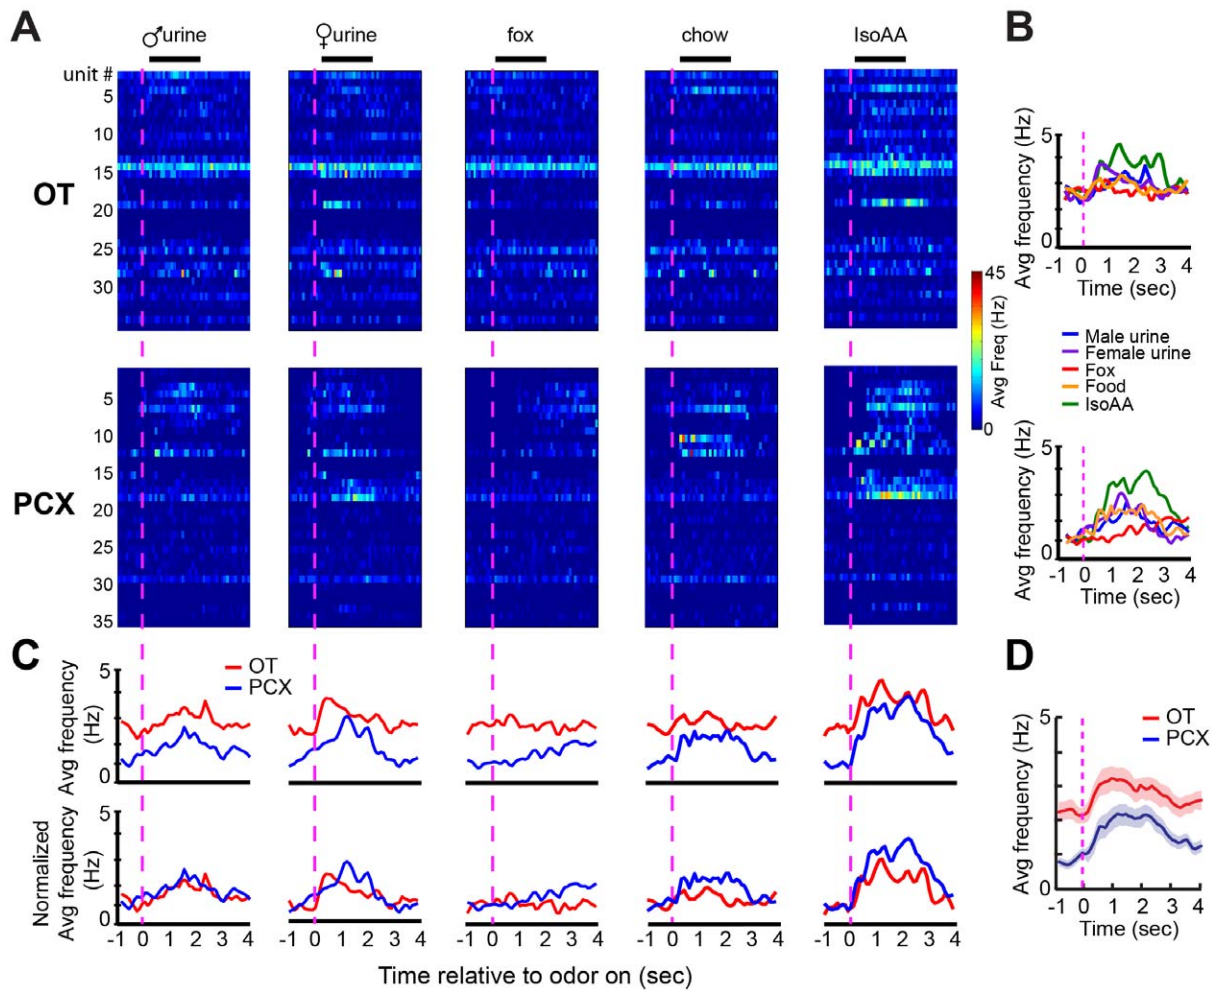 A
♂urine
♀urine
fox
chow
IsoAA
unit #
5
10
15
20
25
30
OT
5
10
15
20
25
30
35
PCX
45
0
Avg Freq (Hz)
B
5
0
Avg frequency (Hz)
-1 0 1 2 3 4
Time (sec)
Male urine
Female urine
Fox
Food
IsoAA
5
0
Avg frequency (Hz)
-1 0 1 2 3 4
Time (sec)
C
OT
PCX
5
0
Avg frequency
(Hz)
5
0
Normalized
Avg frequency
(Hz)
-1 0 1 2 3 4
-1 0 1 2 3 4
-1 0 1 2 3 4
-1 0 1 2 3 4
-1 0 1 2 3 4
Time relative to odor on (sec)
D
OT
PCX
5
0
Avg frequency (Hz)
-1 0 1 2 3 4
Time (sec)